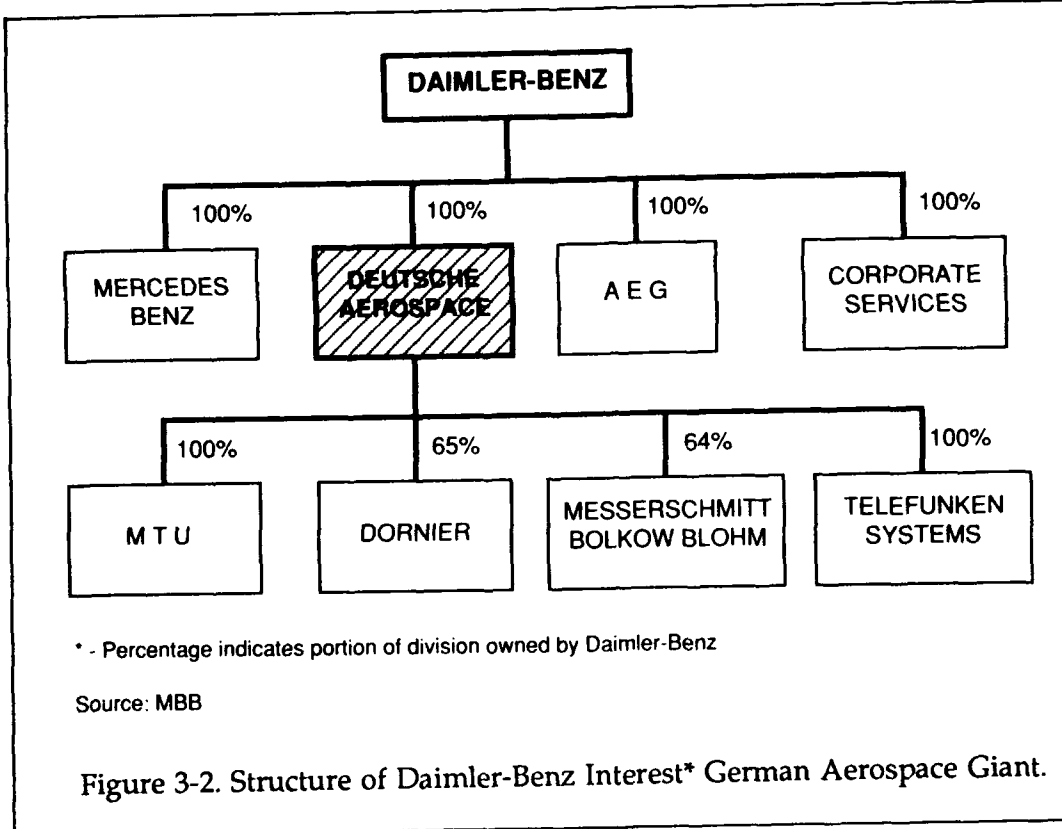 DAIMLER-BENZ
100%
100%
100%
100%
MERCEDES
BENZ
DEUTSCHE
AEROSPACE
A E G
CORPORATE
SERVICES
100%
65%
64%
100%
M T U
DORNIER
MESSERSCHMITT
BOLKOW BLOHM
TELEFUNKEN
SYSTEMS
* - Percentage indicates portion of division owned by Daimler-Benz
Source: MBB
Figure 3-2. Structure of Daimler-Benz Interest* German Aerospace Giant.